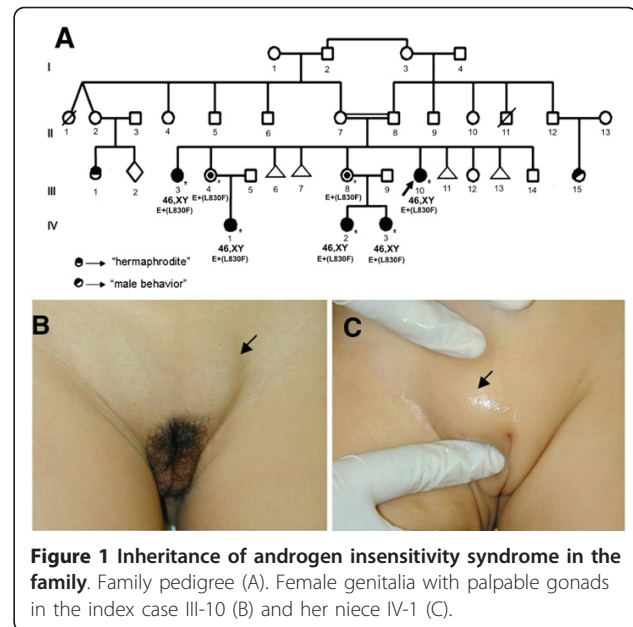 A
I
1 2 3 4
II
1 2 3 4 5 6 7 8 9 10 11 12 13
III
1 2 3 * 4 * 5 6 7 8 * 9 10 * 11 12 13 14 15
46,XY E+(L830F) E+(L830F) 46,XY
E+(L830F) E+(L830F)
IV
1 * 2 * 3 *
46,XY 46,XY 46,XY
E+(L830F) E+(L830F) E+(L830F)
"hermaphrodite"
"male behavior"
B C
Figure 1 Inheritance of androgen insensitivity syndrome in the
family. Family pedigree (A). Female genitalia with palpable gonads
in the index case III-10 (B) and her niece IV-1 (C).